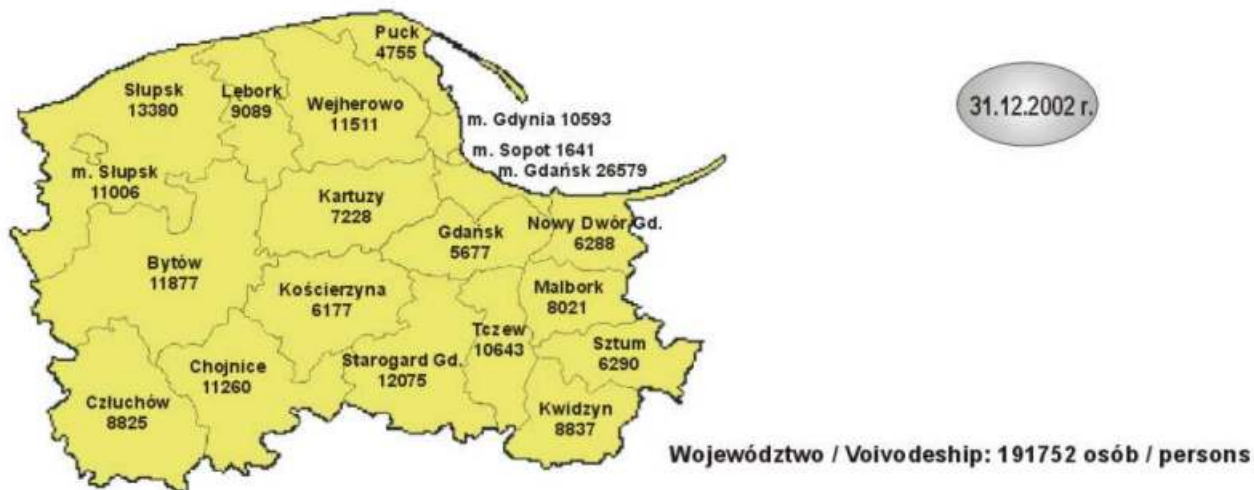 Puck
4755
Słupsk
13380
Lębork
9089
Wejherowo
11511
31.12.2002 r.
m. Gdynia 10593
m. Sopot 1641
m. Gdańsk 26579
m. Słupsk
11006
Kartuzy
7228
Gdańsk
5677
Nowy Dwór Gd.
6288
Bytów
11877
Kościerzyna
6177
Malbork
8021
Tczew
10643
Sztum
6290
Chojnice
11260
Starogard Gd.
12075
Człuchów
8825
Kwidzyn
8837
Województwo / Voivodeship: 191752 osób / persons